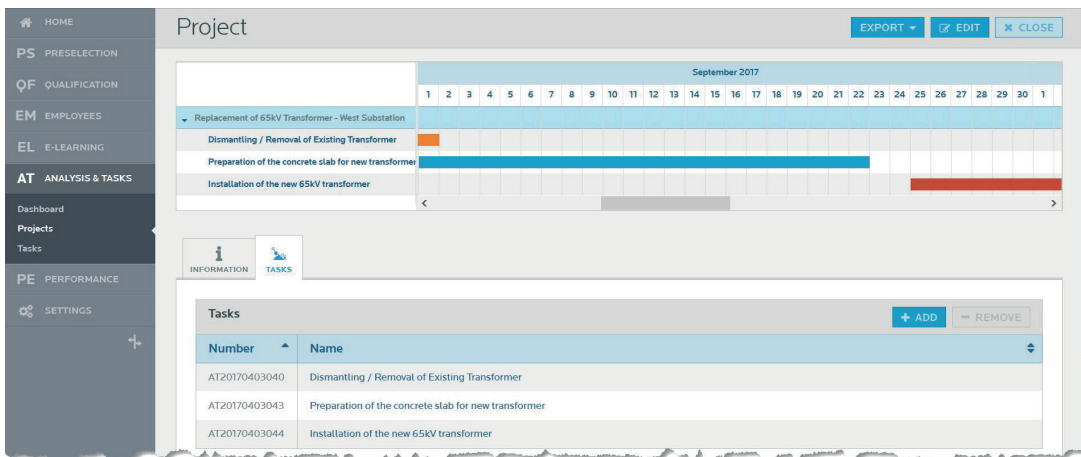 HOME
Project
EXPORT
EDIT
CLOSE
PS PRESELECTION
QF QUALIFICATION
EM EMPLOYEES
EL E-LEARNING
AT ANALYSIS & TASKS
Dashboard
Projects
Tasks
PE PERFORMANCE
SETTINGS
September 2017
1 2 3 4 5 6 7 8 9 10 11 12 13 14 15 16 17 18 19 20 21 22 23 24 25 26 27 28 29 30 1
Replacement of 65kV Transformer - West Substation
Dismantling / Removal of Existing Transformer
Preparation of the concrete slab for new transformer
Installation of the new 65kV transformer
INFORMATION
TASKS
Tasks
ADD
REMOVE
Number Name
AT20170403040 Dismantling / Removal of Existing Transformer
AT20170403043 Preparation of the concrete slab for new transformer
AT20170403044 Installation of the new 65kV transformer